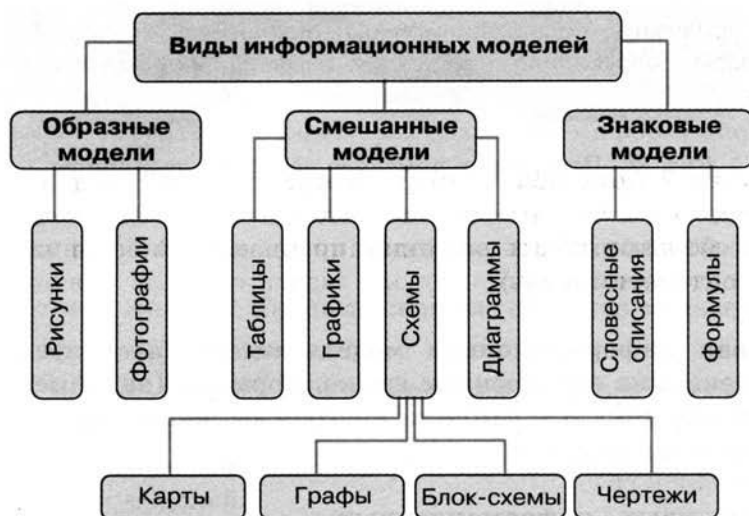 Виды информационных моделей
Образные
модели
Смешанные
модели
Знаковые
модели
Рисунки
Фотографии
Таблицы
Графики
Схемы
Диаграммы
Словесные
описания
Формулы
Карты
Графы
Блок-схемы
Чертежи